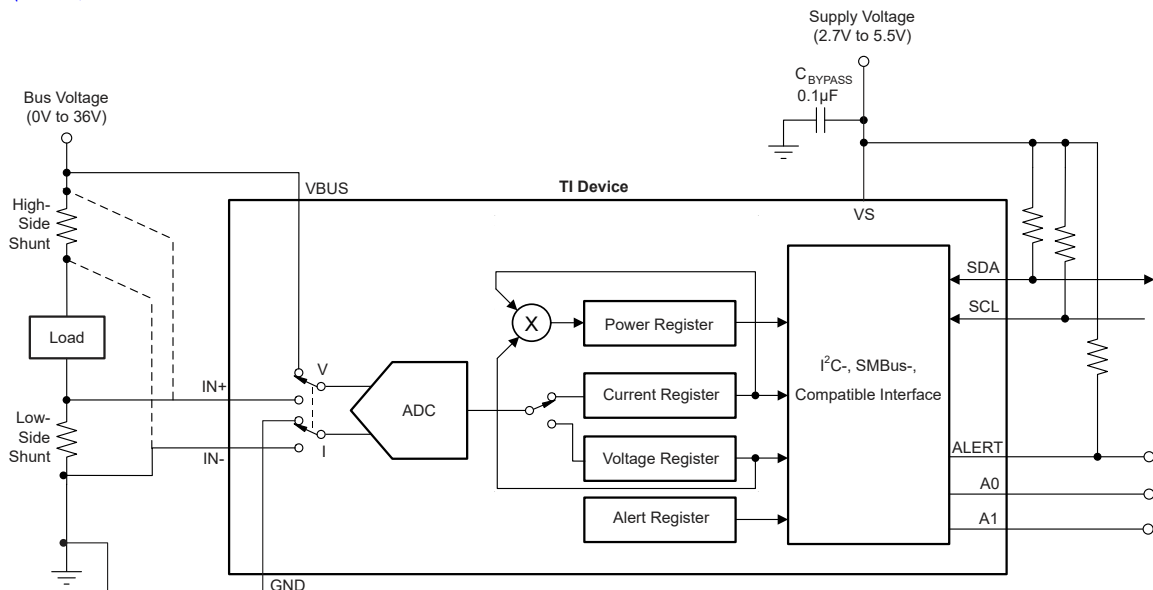 Supply Voltage
(2.7V to 5.5V)
C_BYPASS
0.1µF
Bus Voltage
(0V to 36V)
VBUS
TI Device
VS
High-
Side
Shunt
SDA
SCL
Load
X
Power Register
I²C-, SMBus-,
Compatible Interface
V
IN+
ADC
Current Register
Low-
Side
Shunt
IN-
I
Voltage Register
ALERT
A0
Alert Register
A1
GND